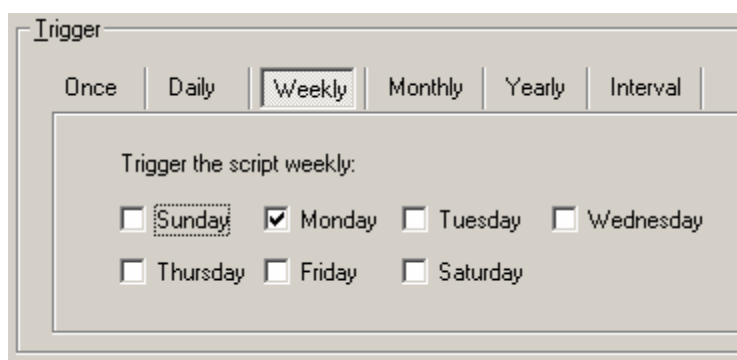 Trigger
Once Daily Weekly Monthly Yearly Interval
Trigger the script weekly:
Sunday Monday Tuesday Wednesday
Thursday Friday Saturday